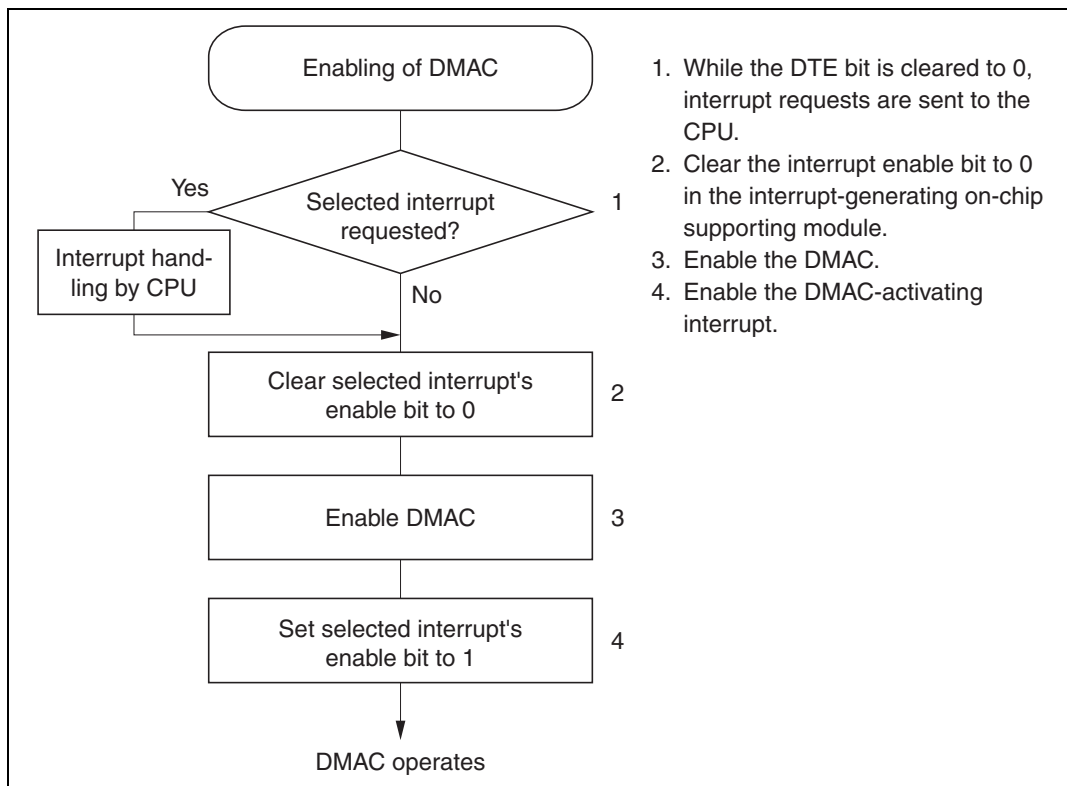 Enabling of DMAC
Selected interrupt
requested?
1
Yes
No
Interrupt hand-
ling by CPU
Clear selected interrupt's
enable bit to 0
2
Enable DMAC
3
Set selected interrupt's
enable bit to 1
4
DMAC operates
1. While the DTE bit is cleared to 0,
interrupt requests are sent to the
CPU.
2. Clear the interrupt enable bit to 0
in the interrupt-generating on-chip
supporting module.
3. Enable the DMAC.
4. Enable the DMAC-activating
interrupt.